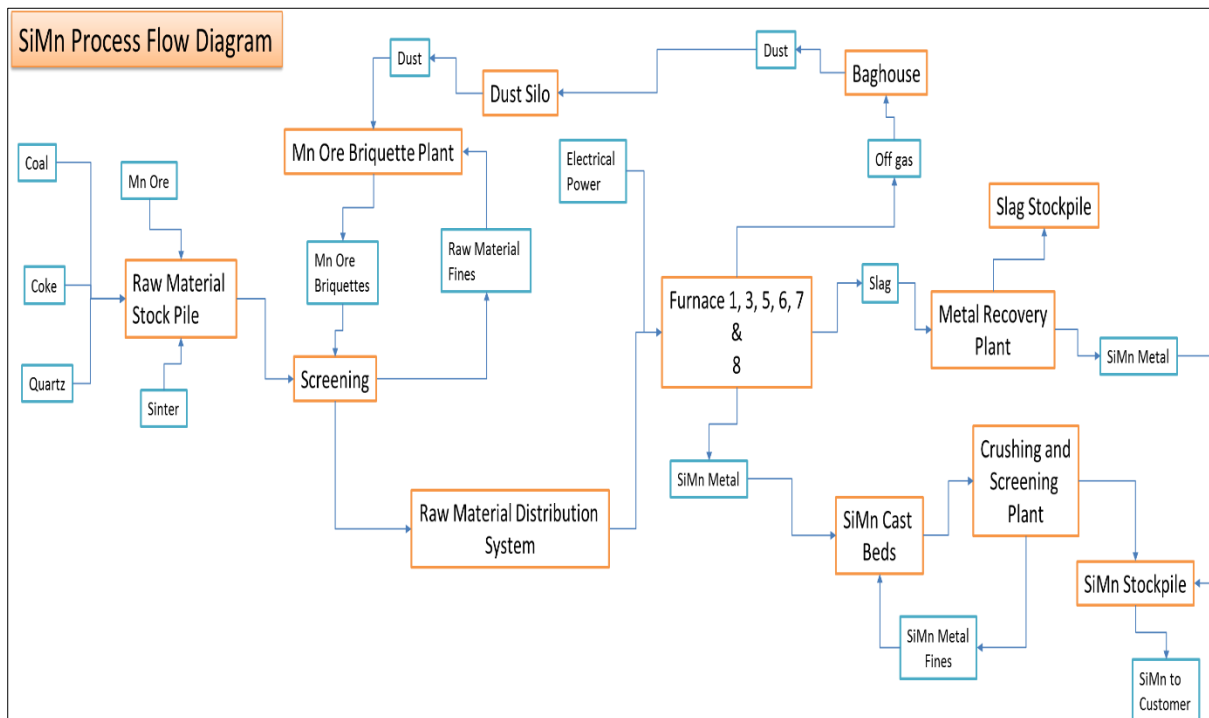 SiMn Process Flow Diagram
Dust
Dust
Baghouse
Dust Silo
Coal
Mn Ore
Mn Ore Briquette Plant
Electrical
Power
Off gas
Slag Stockpile
Coke
Raw Material
Stock Pile
Mn Ore
Briquettes
Raw Material
Fines
Furnace 1, 3, 5, 6, 7
&
8
Slag
Metal Recovery
Plant
SiMn Metal
Quartz
Sinter
Screening
SiMn Metal
Raw Material Distribution
System
SiMn Cast
Beds
Crushing and
Screening
Plant
SiMn Stockpile
SiMn Metal
Fines
SiMn to
Customer